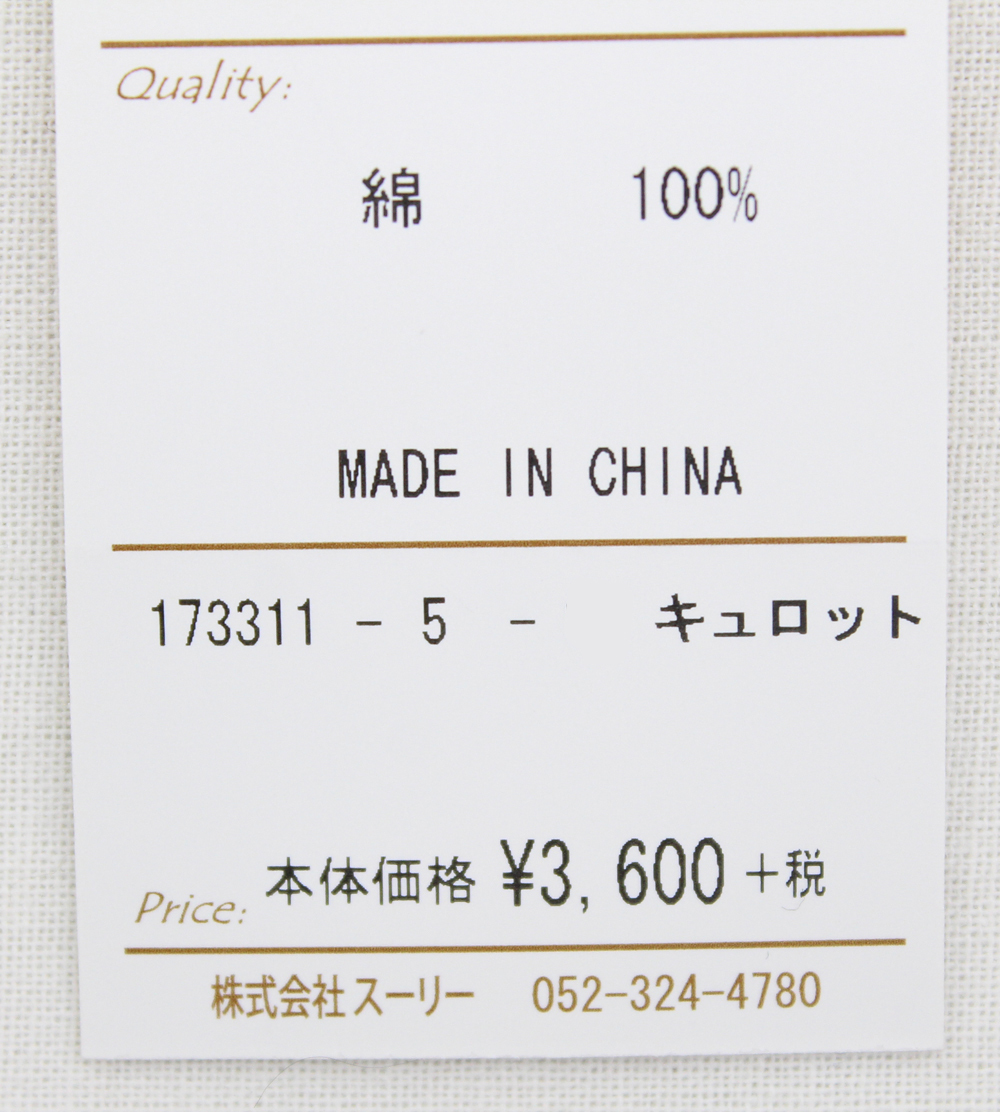 Quality:
綿 100%
MADE IN CHINA
173311 - 5 - キュロット
Price: 本体価格 ¥3,600 +税
株式会社スーリー 052-324-4780